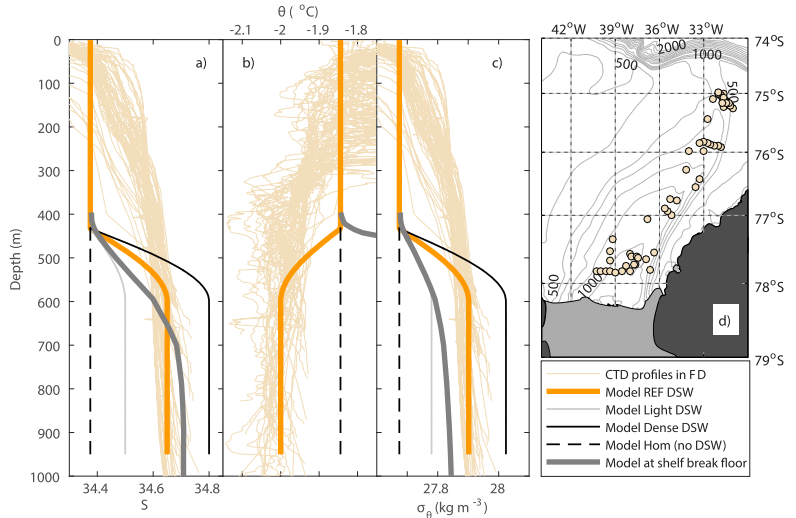 θ ( °C)
-2.1 -2 -1.9 -1.8
0
100
200
300
400
500
600
700
800
900
1000
Depth (m)
a)
b)
c)
34.4 34.6 34.8
S
27.8 28
σθ (kg m -3)
42°W 39°W 36°W 33°W
74°S
75°S
76°S
77°S
78°S
79°S
2000
1000
500
500
500
1000
d)
CTD profiles in FD
Model REF DSW
Model Light DSW
Model Dense DSW
Model Hom (no DSW)
Model at shelf break floor